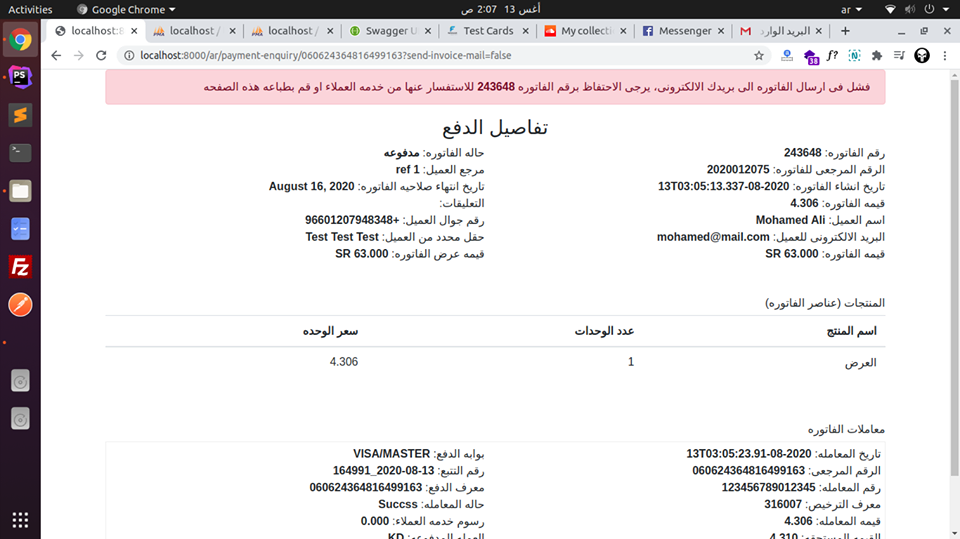 Activities
Google Chrome
أغس 13 2:07 ص
ar
localhost:8
localhost /
localhost /
Swagger U
Test Cards
My collecti
Messenger
البريد الوارد
localhost:8000/ar/payment-enquiry/060624364816499163?send-invoice-mail=false
38
f?
فشل فى ارسال الفاتوره الى بريدك الالكترونى، يرجى الاحتفاظ برقم الفاتوره 243648 للاستفسار عنها من خدمه العملاء او قم بطباعه هذه الصفحه
تفاصيل الدفع
رقم الفاتوره: 243648
حاله الفاتوره: مدفوعه
الرقم المرجعى للفاتوره: 2020012075
مرجع العميل: ref 1
تاريخ انشاء الفاتوره: 13T03:05:13.337-08-2020
تاريخ انتهاء صلاحيه الفاتوره: August 16, 2020
قيمه الفاتوره: 4.306
التعليقات:
اسم العميل: Mohamed Ali
رقم جوال العميل: +96601207948348
البريد الالكترونى للعميل: mohamed@mail.com
حقل محدد من العميل: Test Test Test
قيمه الفاتوره: SR 63.000
قيمه عرض الفاتوره: SR 63.000
المنتجات (عناصر الفاتوره)
اسم المنتج عدد الوحدات سعر الوحده
العرض 1 4.306
معاملات الفاتوره
تاريخ المعامله: 13T03:05:23.91-08-2020
بوابه الدفع: VISA/MASTER
الرقم المرجعى: 060624364816499163
رقم التتبع: 164991_2020-08-13
رقم المعامله: 123456789012345
معرف الدفع: 060624364816499163
معرف الترخيص: 316007
حاله المعامله: Succss
قيمه المعامله: 4.306
رسوم خدمه العملاء: 0.000
القيمه المستحقه: 4.310
العمله المدفوعه: KD